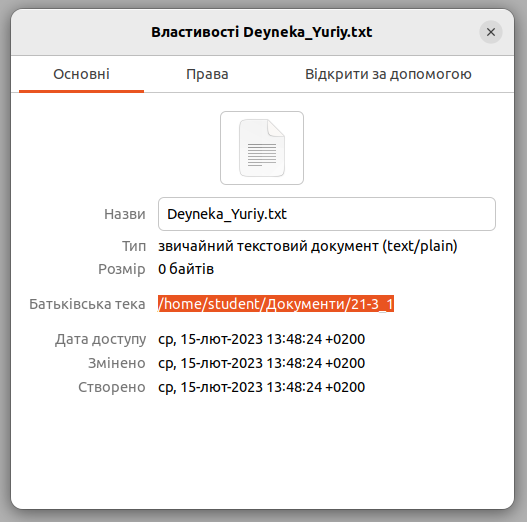 Властивості Deyneka_Yuriy.txt
Основні Права Відкрити за допомогою
Назви Deyneka_Yuriy.txt
Тип звичайний текстовий документ (text/plain)
Розмір 0 байтів
Батьківська тека /home/student/Документи/21-3_1
Дата доступу ср, 15-лют-2023 13:48:24 +0200
Змінено ср, 15-лют-2023 13:48:24 +0200
Створено ср, 15-лют-2023 13:48:24 +0200